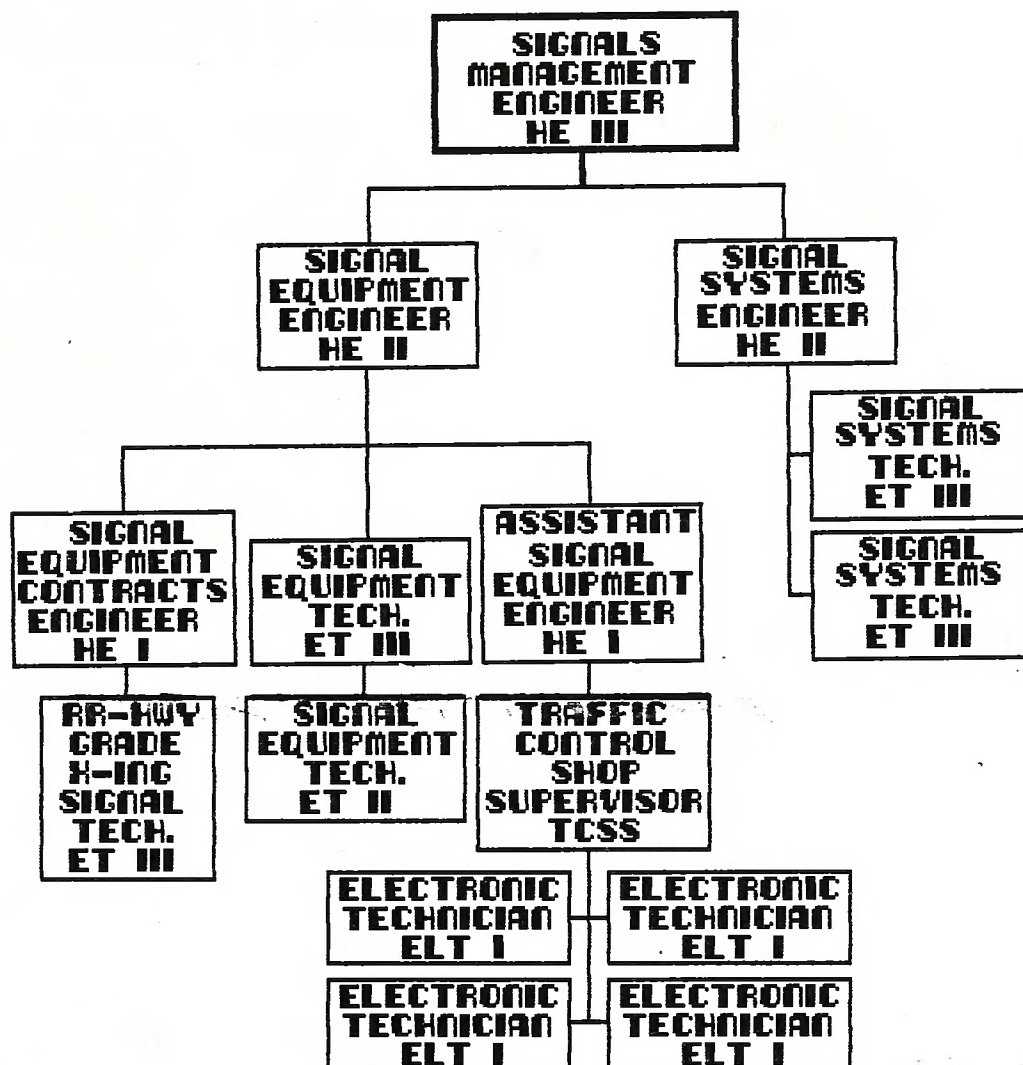 SIGNALS
MANAGEMENT
ENGINEER
HE III
SIGNAL
EQUIPMENT
ENGINEER
HE II
SIGNAL
SYSTEMS
ENGINEER
HE II
SIGNAL
SYSTEMS
TECH.
ET III
SIGNAL
SYSTEMS
TECH.
ET III
SIGNAL
EQUIPMENT
CONTRACTS
ENGINEER
HE I
SIGNAL
EQUIPMENT
TECH.
ET III
ASSISTANT
SIGNAL
EQUIPMENT
ENGINEER
HE I
RR-HWY
GRADE
X-ING
SIGNAL
TECH.
ET III
SIGNAL
EQUIPMENT
TECH.
ET II
TRAFFIC
CONTROL
SHOP
SUPERVISOR
TCSS
ELECTRONIC
TECHNICIAN
ELT I
ELECTRONIC
TECHNICIAN
ELT I
ELECTRONIC
TECHNICIAN
ELT I
ELECTRONIC
TECHNICIAN
ELT I